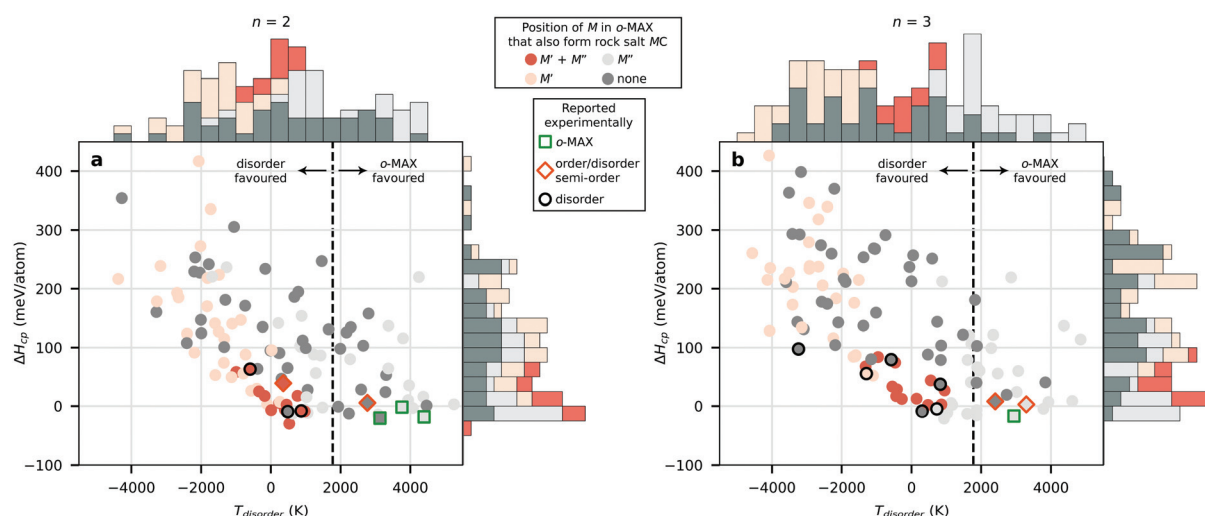 n = 2
Position of M in o-MAX
that also form rock salt MC
M′ + M″
M″
M′
none
n = 3
Reported
experimentally
o-MAX
order/disorder
semi-order
disorder
a
disorder
favoured
o-MAX
favoured
400
300
200
100
0
−100
ΔHcp (meV/atom)
−4000
−2000
0
2000
4000
Tdisorder (K)
b
disorder
favoured
o-MAX
favoured
400
300
200
100
0
−100
ΔHcp (meV/atom)
−4000
−2000
0
2000
4000
Tdisorder (K)